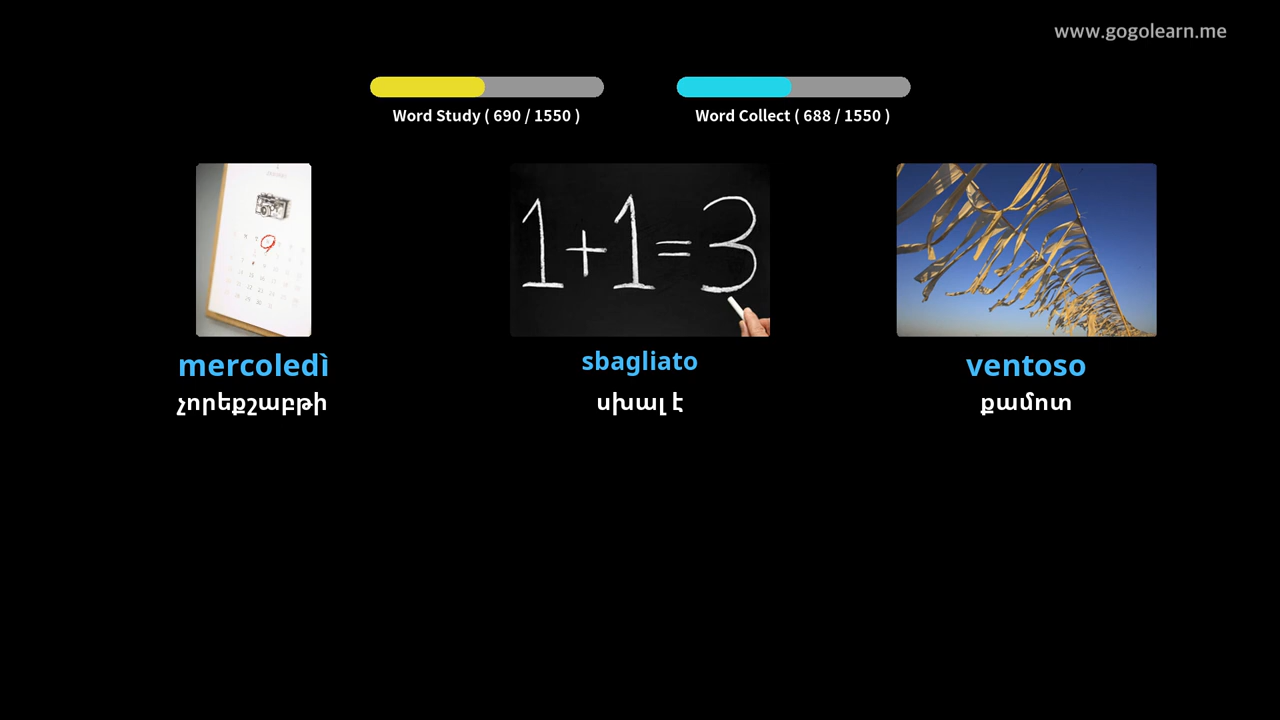 www.gogolearn.me
Word Study ( 690 / 1550 )
Word Collect ( 688 / 1550 )
1+1=3
mercoledì
sbagliato
ventoso
չորեքշաբթի
սխալ է
քամոտ